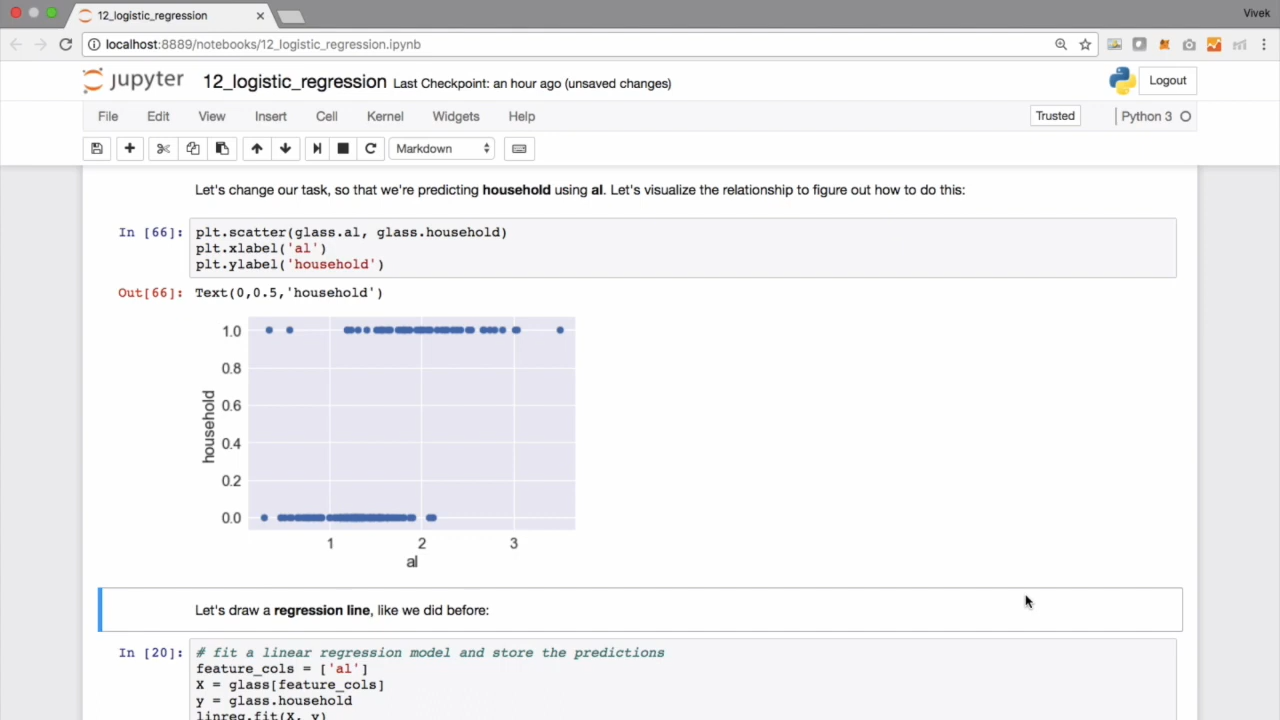 12_logistic_regression
Vivek
localhost:8889/notebooks/12_logistic_regression.ipynb
jupyter 12_logistic_regression Last Checkpoint: an hour ago (unsaved changes)
Logout
File Edit View Insert Cell Kernel Widgets Help
Trusted
Python 3
Markdown
Let's change our task, so that we're predicting household using al. Let's visualize the relationship to figure out how to do this:
In [66]: plt.scatter(glass.al, glass.household)
plt.xlabel('al')
plt.ylabel('household')
Out[66]: Text(0,0.5,'household')
1.0
0.8
0.6
0.4
0.2
0.0
household
1 2 3
al
Let's draw a regression line, like we did before:
In [20]: # fit a linear regression model and store the predictions
feature_cols = ['al']
X = glass[feature_cols]
y = glass.household
linreg.fit(X, y)